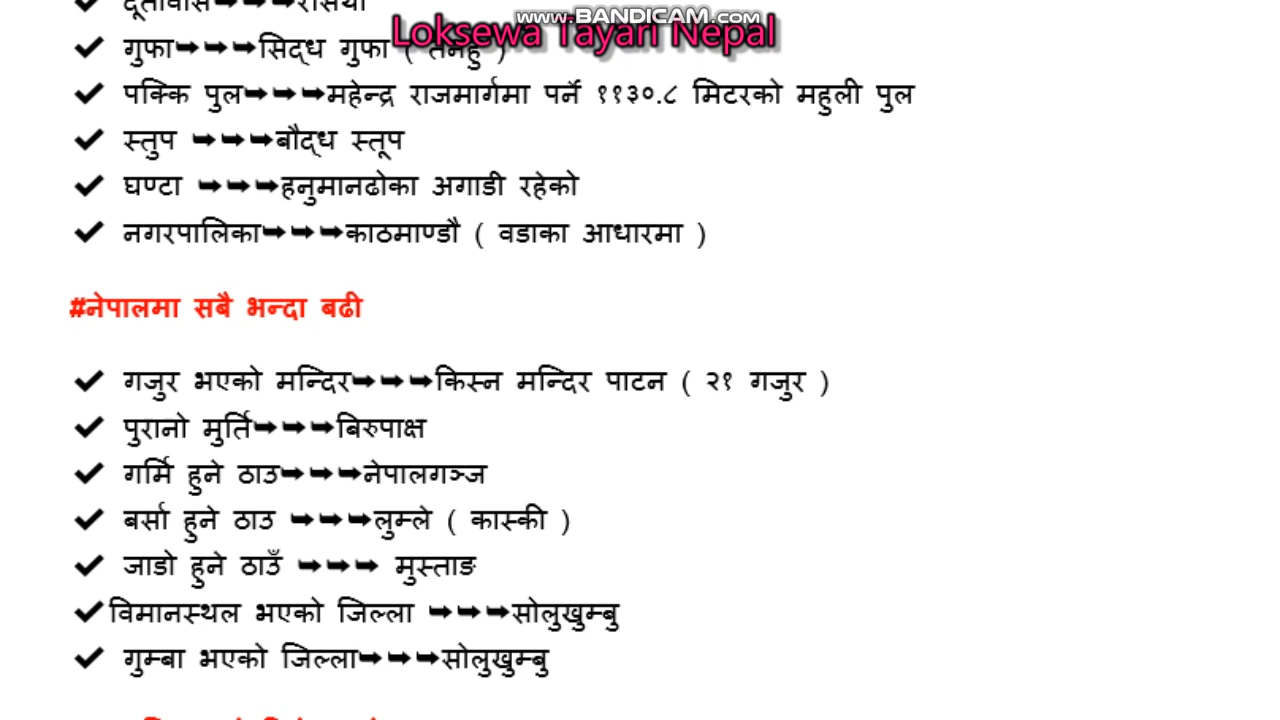 www.BANDICAM.com
Loksewa Tayari Nepal
✔ गुफा➥➥➥सिद्ध गुफा ( तनहु )
✔ पक्कि पुल➥➥➥महेन्द्र राजमार्गमा पर्ने ११३०.८ मिटरको महुली पुल
✔ स्तुप ➥➥➥बौद्ध स्तूप
✔ घण्टा ➥➥➥हनुमानढोका अगाडी रहेको
✔ नगरपालिका➥➥➥काठमाण्डौ ( वडाका आधारमा )
#नेपालमा सबै भन्दा बढी
✔ गजुर भएको मन्दिर➥➥➥किस्न मन्दिर पाटन ( २१ गजुर )
✔ पुरानो मुर्ति➥➥➥बिरुपाक्ष
✔ गर्मि हुने ठाउ➥➥➥नेपालगञ्ज
✔ बर्सा हुने ठाउ ➥➥➥लुम्ले ( कास्की )
✔ जाडो हुने ठाउँ ➥➥➥ मुस्ताङ
✔विमानस्थल भएको जिल्ला ➥➥➥सोलुखुम्बु
✔ गुम्बा भएको जिल्ला➥➥➥सोलुखुम्बु